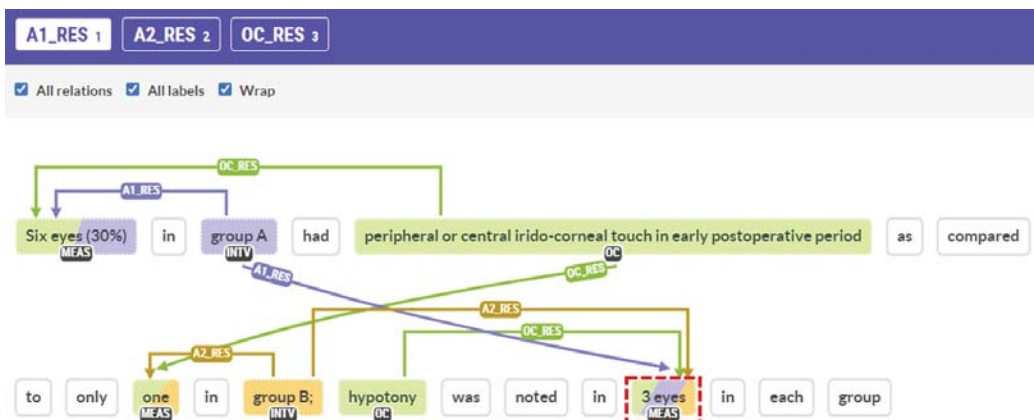 A1_RES 1 A2_RES 2 OC_RES 3
All relations All labels Wrap
OC_RES
A1_RES
Six eyes (30%) in group A had peripheral or central irido-corneal touch in early postoperative period as compared
MEAS INTV OC
A1_RES OC_RES
A2_RES
OC_RES
A2_RES
to only one in group B; hypotony was noted in 3 eyes in each group
MEAS INTV OC MEAS